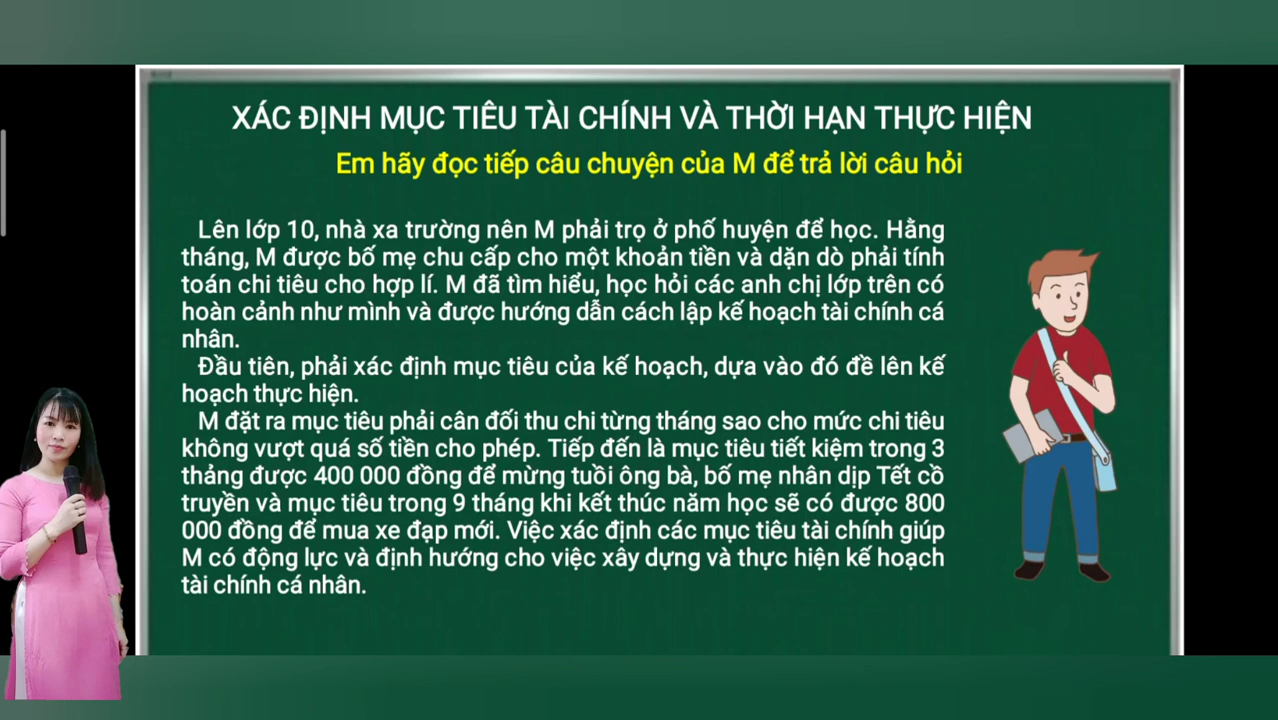 XÁC ĐỊNH MỤC TIÊU TÀI CHÍNH VÀ THỜI HẠN THỰC HIỆN
Em hãy đọc tiếp câu chuyện của M để trả lời câu hỏi
Lên lớp 10, nhà xa trường nên M phải trọ ở phố huyện để học. Hằng
tháng, M được bố mẹ chu cấp cho một khoản tiền và dặn dò phải tính
toán chi tiêu cho hợp lí. M đã tìm hiểu, học hỏi các anh chị lớp trên có
hoàn cảnh như mình và được hướng dẫn cách lập kế hoạch tài chính cá
nhân.
Đầu tiên, phải xác định mục tiêu của kế hoạch, dựa vào đó đề lên kế
hoạch thực hiện.
M đặt ra mục tiêu phải cân đối thu chi từng tháng sao cho mức chi tiêu
không vượt quá số tiền cho phép. Tiếp đến là mục tiêu tiết kiệm trong 3
tháng được 400 000 đồng để mừng tuồi ông bà, bố mẹ nhân dịp Tết cồ
truyền và mục tiêu trong 9 tháng khi kết thúc năm học sẽ có được 800
000 đồng để mua xe đạp mới. Việc xác định các mục tiêu tài chính giúp
M có động lực và định hướng cho việc xây dựng và thực hiện kế hoạch
tài chính cá nhân.